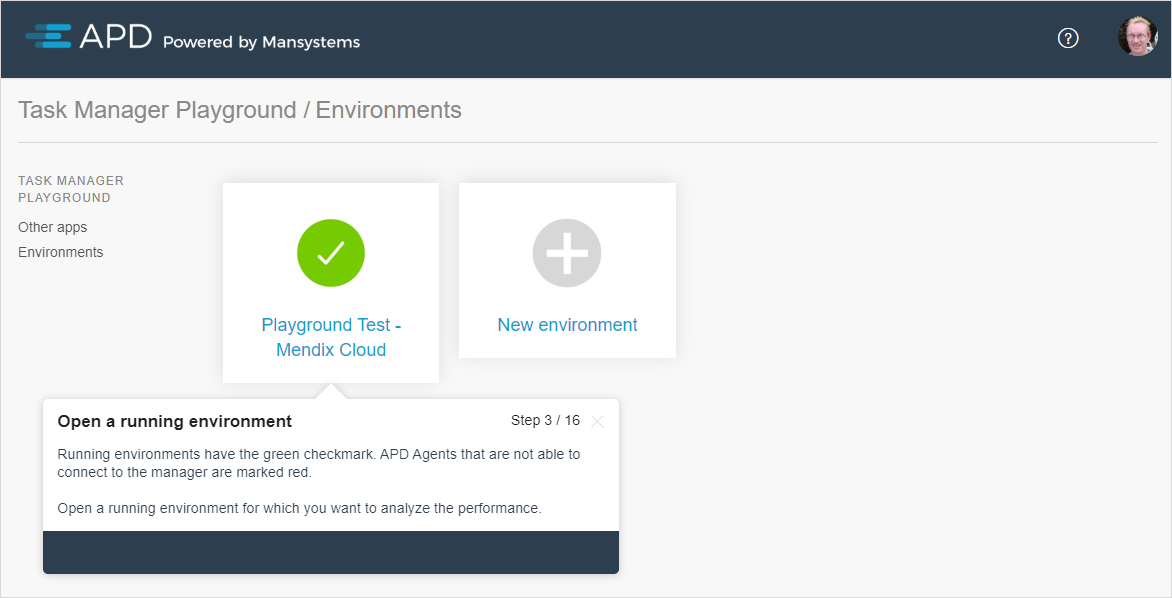 APD Powered by Mansystems
?
Task Manager Playground / Environments
TASK MANAGER
PLAYGROUND
Other apps
Environments
Playground Test -
Mendix Cloud
New environment
Open a running environment
Step 3 / 16
Running environments have the green checkmark. APD Agents that are not able to
connect to the manager are marked red.
Open a running environment for which you want to analyze the performance.